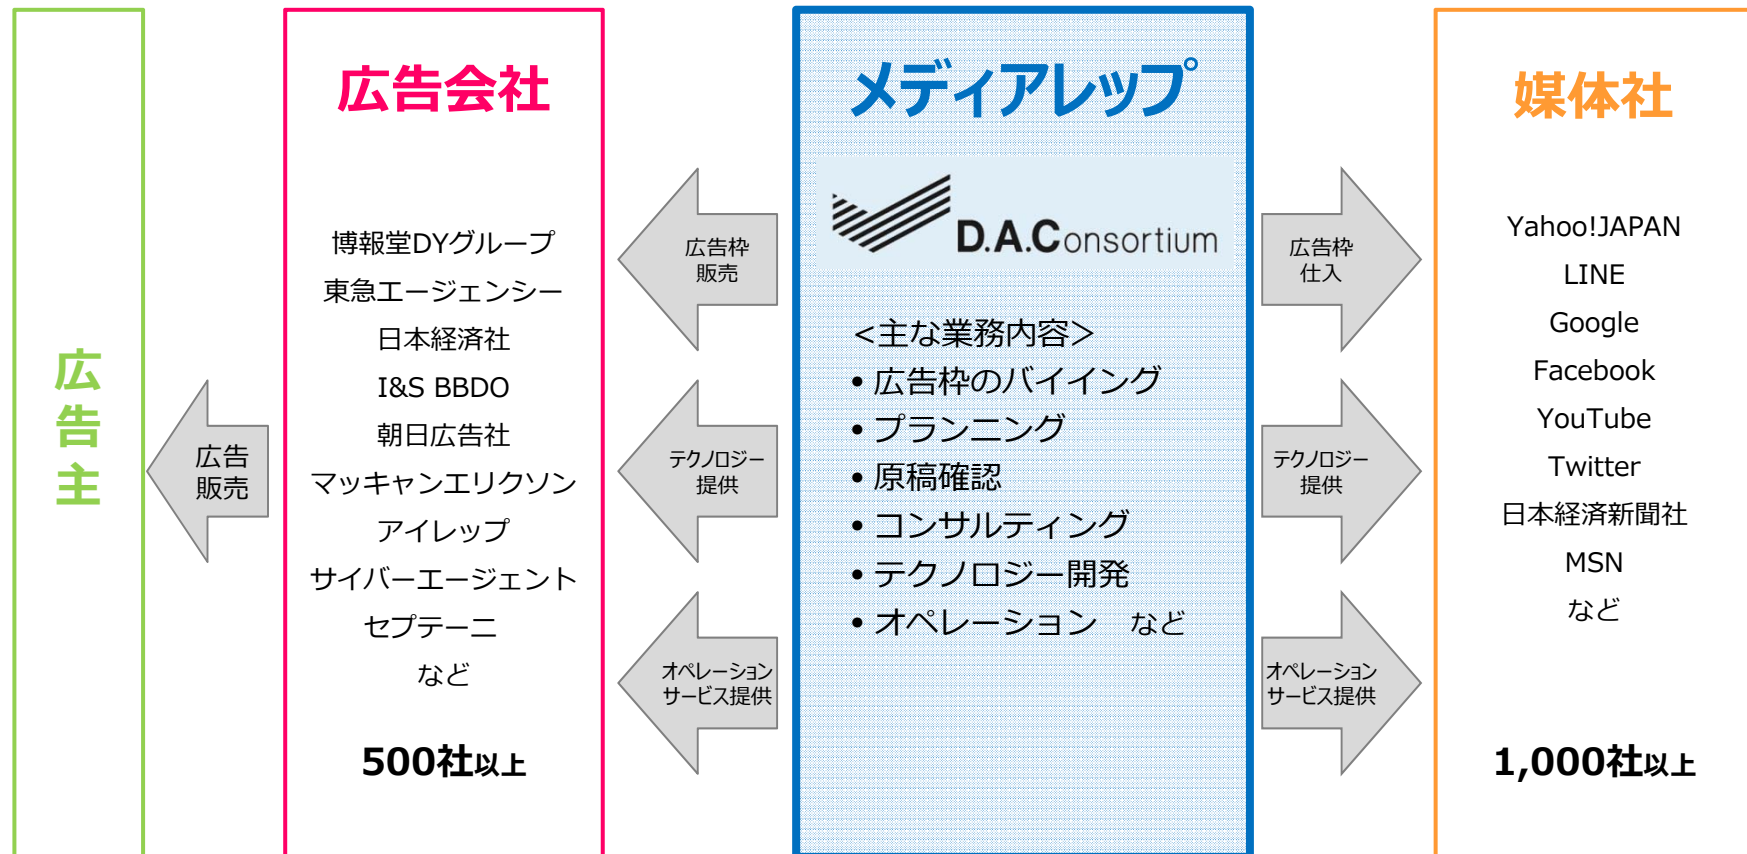 広
告
主
広告
販売
広告会社
博報堂DYグループ
東急エージェンシー
日本経済社
I&S BBDO
朝日広告社
マッキャンエリクソン
アイレップ
サイバーエージェント
セプテーニ
など
500社以上
広告枠
販売
テクノロジー
提供
オペレーション
サービス提供
メディアレップ
D.A.Consortium
<主な業務内容>
•広告枠のバイイング
•プランニング
•原稿確認
•コンサルティング
•テクノロジー開発
•オペレーション など
広告枠
仕入
テクノロジー
提供
オペレーション
サービス提供
媒体社
Yahoo!JAPAN
LINE
Google
Facebook
YouTube
Twitter
日本経済新聞社
MSN
など
1,000社以上